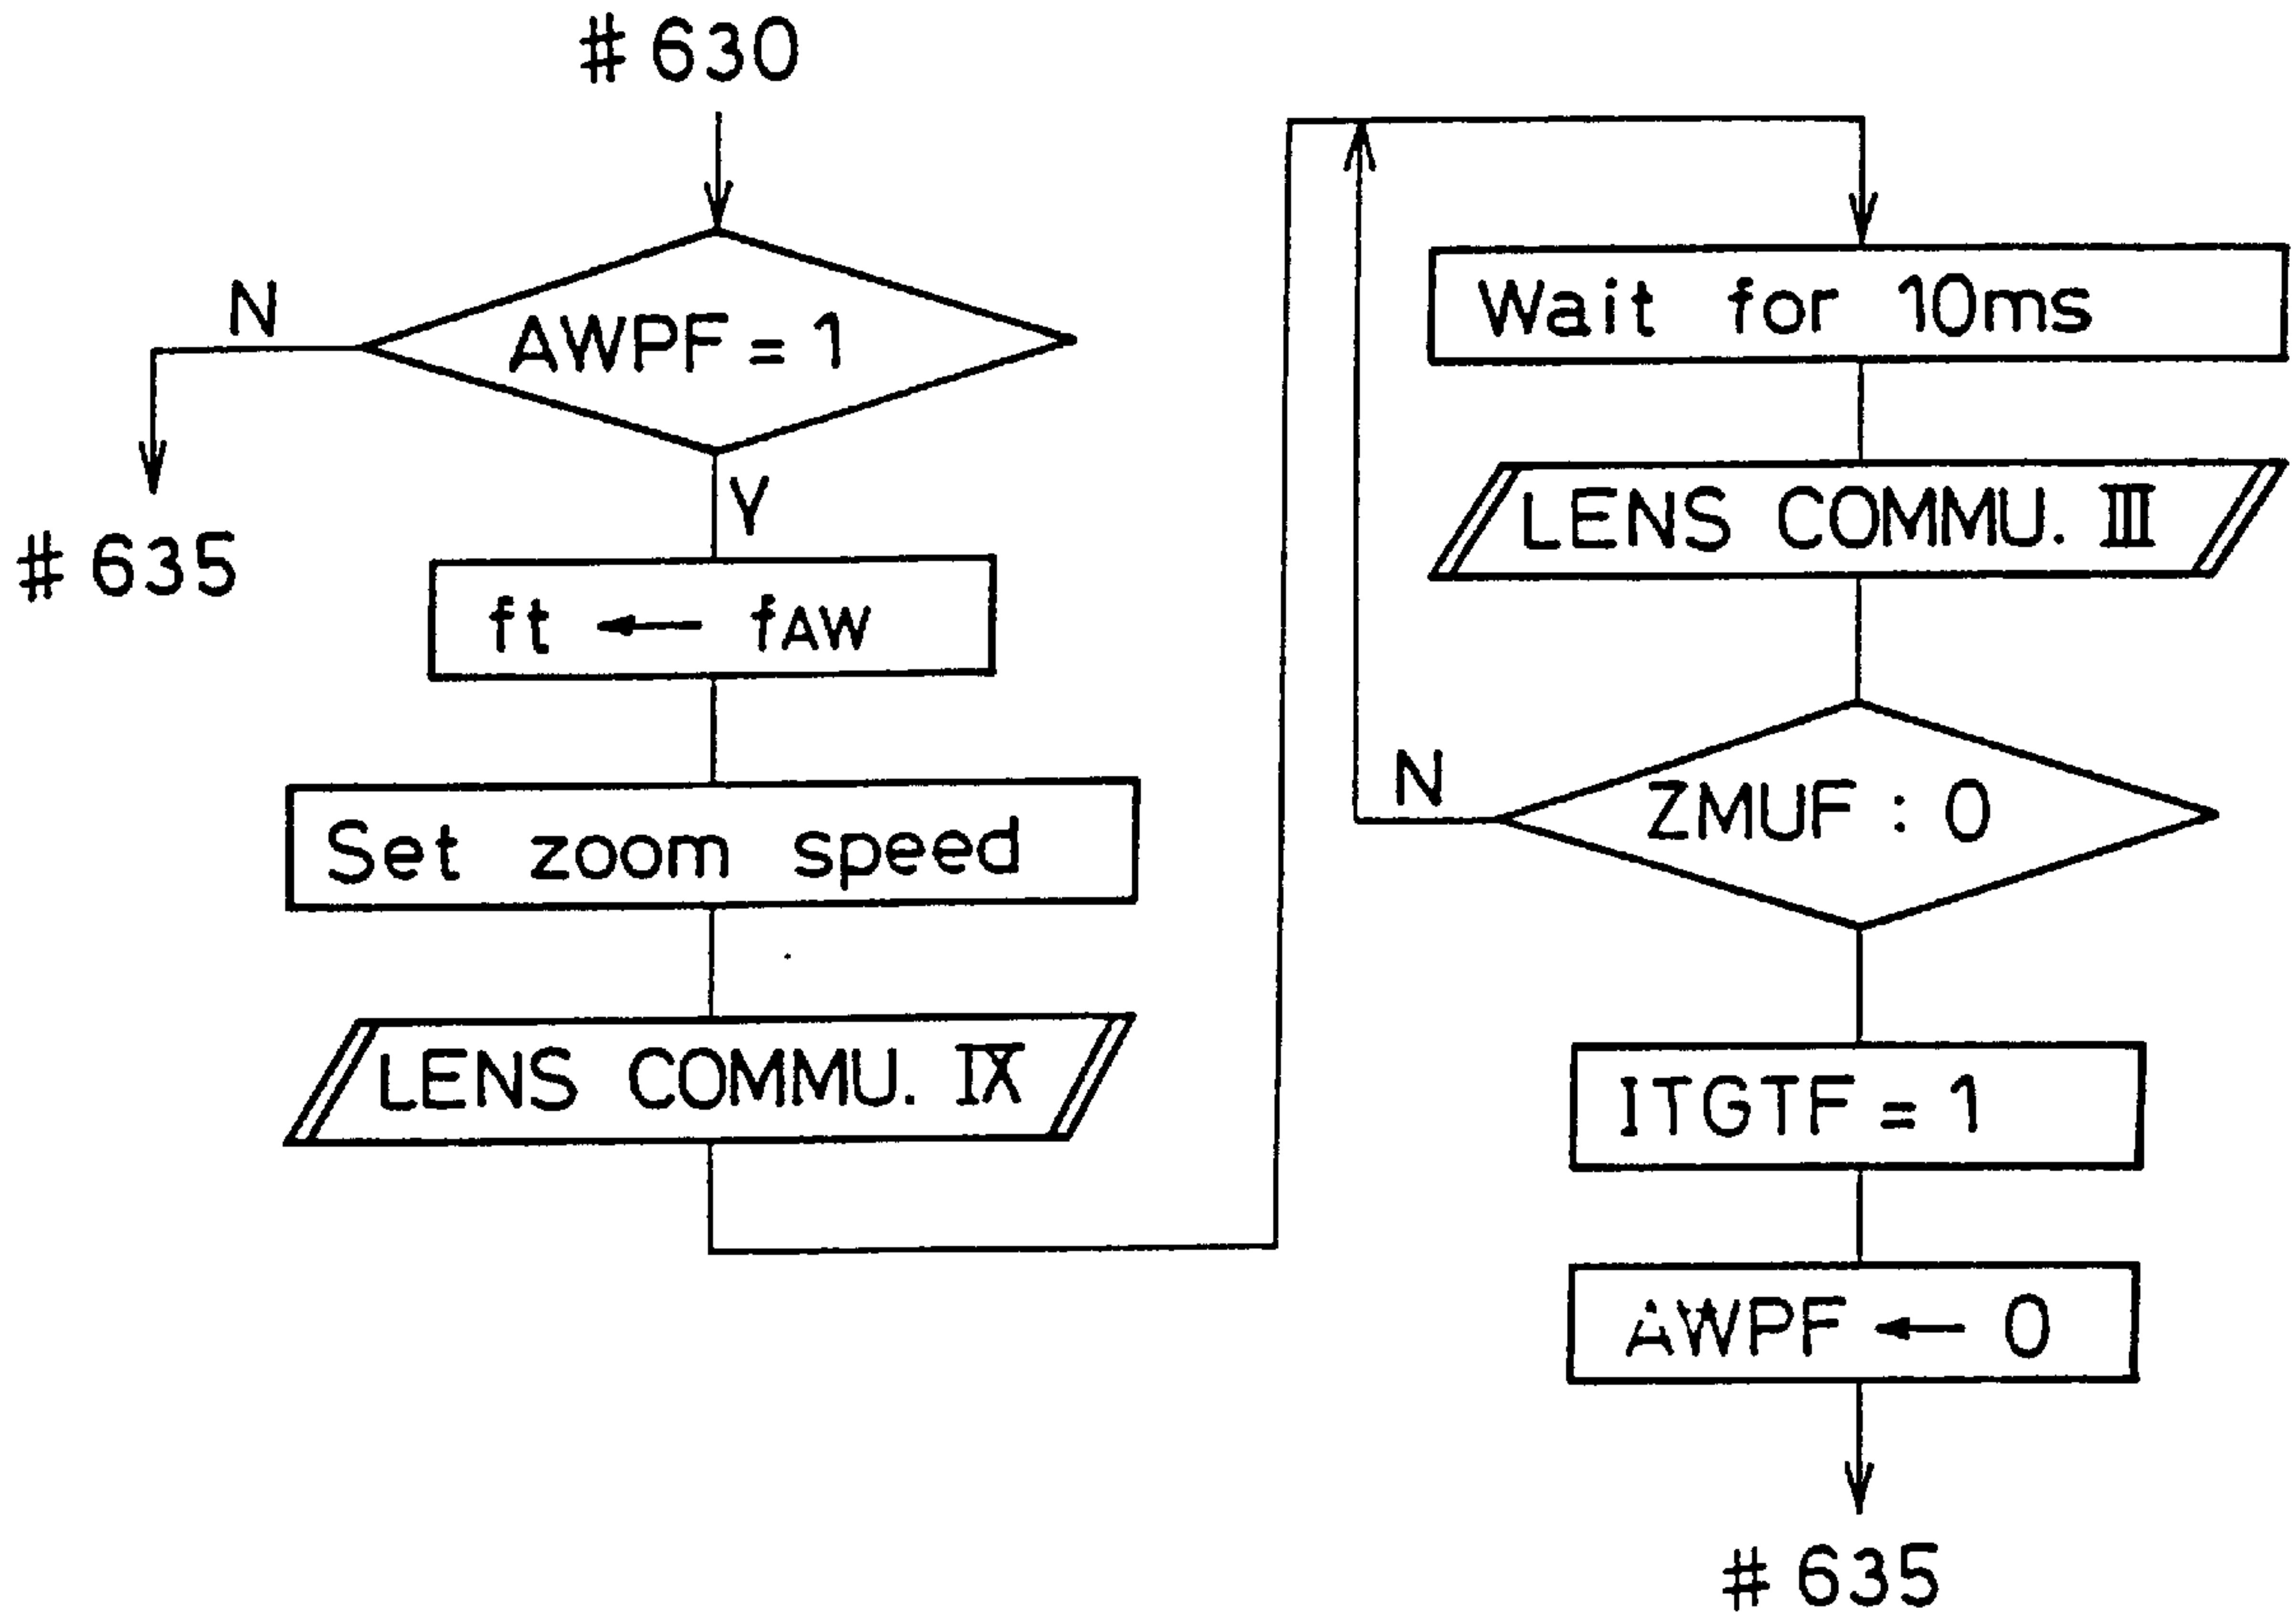 # 630
N
AWPF = 1
Y
# 635
ft ← fAW
Set zoom speed
LENS COMMU. IX
Wait for 10ms
LENS COMMU. III
N
ZMUF : 0
ITGTF = 1
AWPF ← 0
# 635